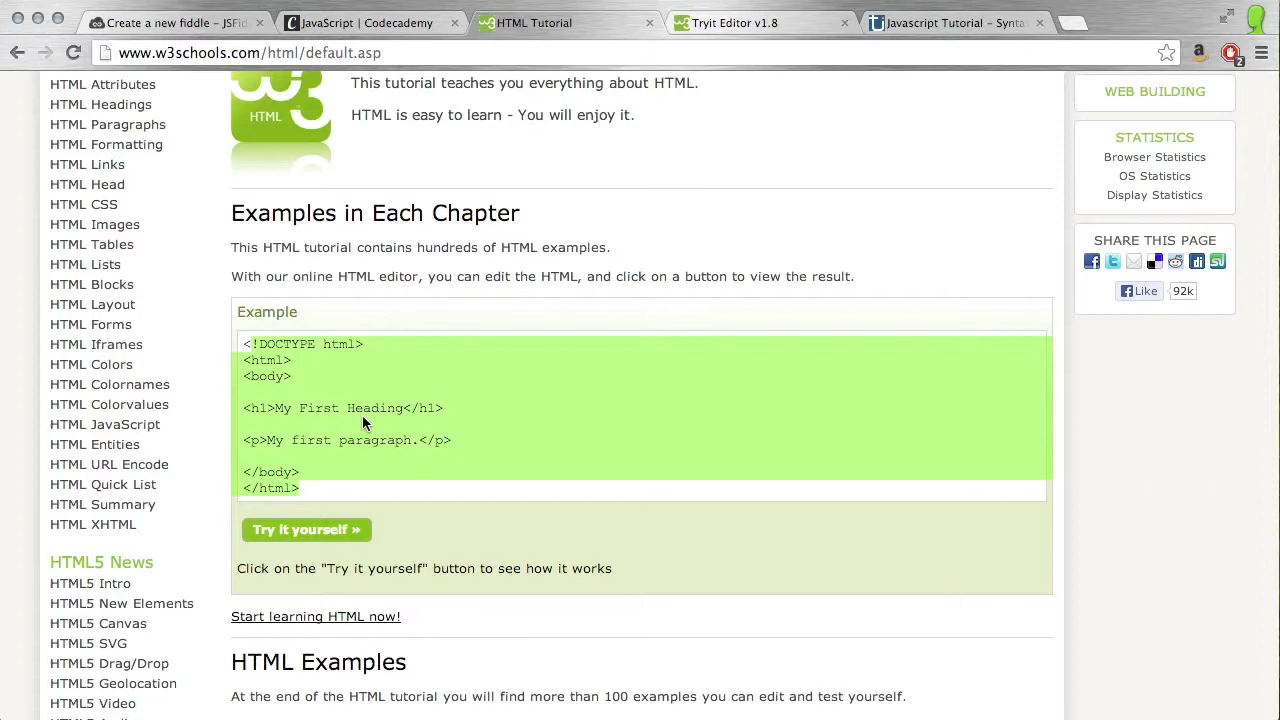 Create a new fiddle - JSFi
JavaScript | Codecademy
HTML Tutorial
Tryit Editor v1.8
Javascript Tutorial - Synta
www.w3schools.com/html/default.asp
2
HTML Attributes
HTML Headings
HTML Paragraphs
HTML Formatting
HTML Links
HTML Head
HTML CSS
HTML Images
HTML Tables
HTML Lists
HTML Blocks
HTML Layout
HTML Forms
HTML Iframes
HTML Colors
HTML Colornames
HTML Colorvalues
HTML JavaScript
HTML Entities
HTML URL Encode
HTML Quick List
HTML Summary
HTML XHTML
HTML5 News
HTML5 Intro
HTML5 New Elements
HTML5 Canvas
HTML5 SVG
HTML5 Drag/Drop
HTML5 Geolocation
HTML5 Video
w3
HTML
This tutorial teaches you everything about HTML.
HTML is easy to learn - You will enjoy it.
Examples in Each Chapter
This HTML tutorial contains hundreds of HTML examples.
With our online HTML editor, you can edit the HTML, and click on a button to view the result.
Example
<!DOCTYPE html>
<html>
<body>
<h1>My First Heading</h1>
<p>My first paragraph.</p>
</body>
</html>
Try it yourself »
Click on the "Try it yourself" button to see how it works
Start learning HTML now!
HTML Examples
At the end of the HTML tutorial you will find more than 100 examples you can edit and test yourself.
WEB BUILDING
STATISTICS
Browser Statistics
OS Statistics
Display Statistics
SHARE THIS PAGE
Like
92k